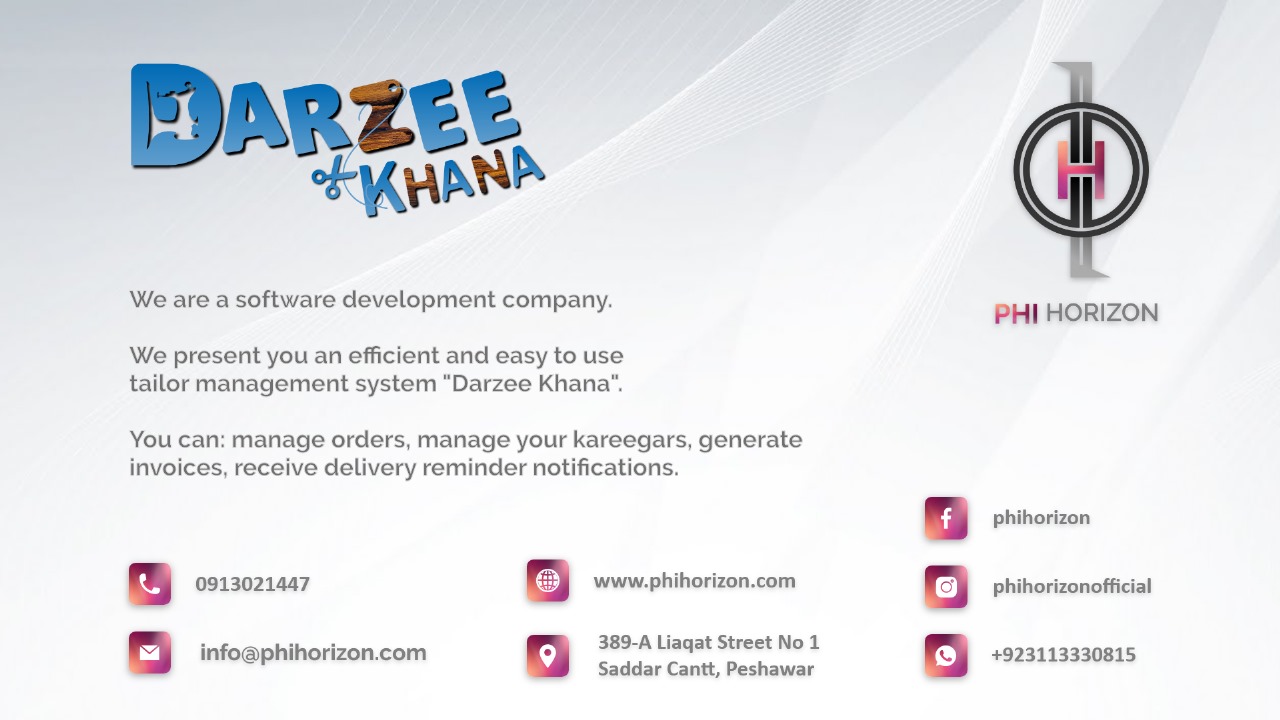 DARZEE
KHANA
PHI HORIZON
We are a software development company.
We present you an efficient and easy to use
tailor management system "Darzee Khana".
You can: manage orders, manage your kareegars, generate
invoices, receive delivery reminder notifications.
0913021447
info@phihorizon.com
www.phihorizon.com
389-A Liaqat Street No 1
Saddar Cantt, Peshawar
phihorizon
phihorizonofficial
+923113330815